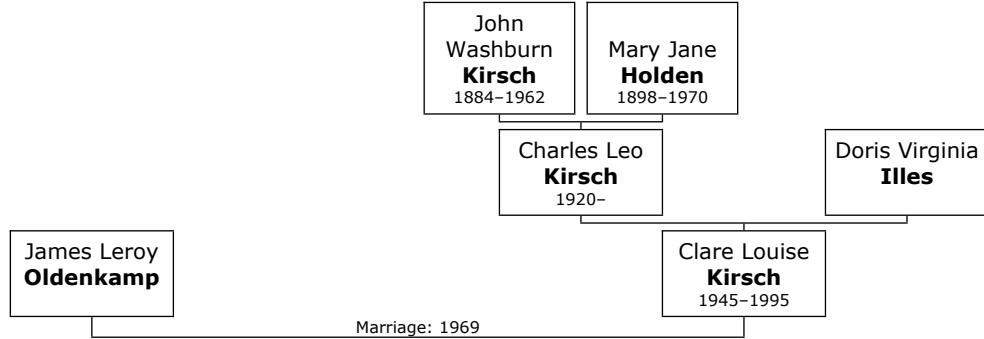 John
Washburn
Kirsch
1884–1962
Mary Jane
Holden
1898–1970
Charles Leo
Kirsch
1920–
Doris Virginia
Illes
James Leroy
Oldenkamp
Clare Louise
Kirsch
1945–1995
Marriage: 1969